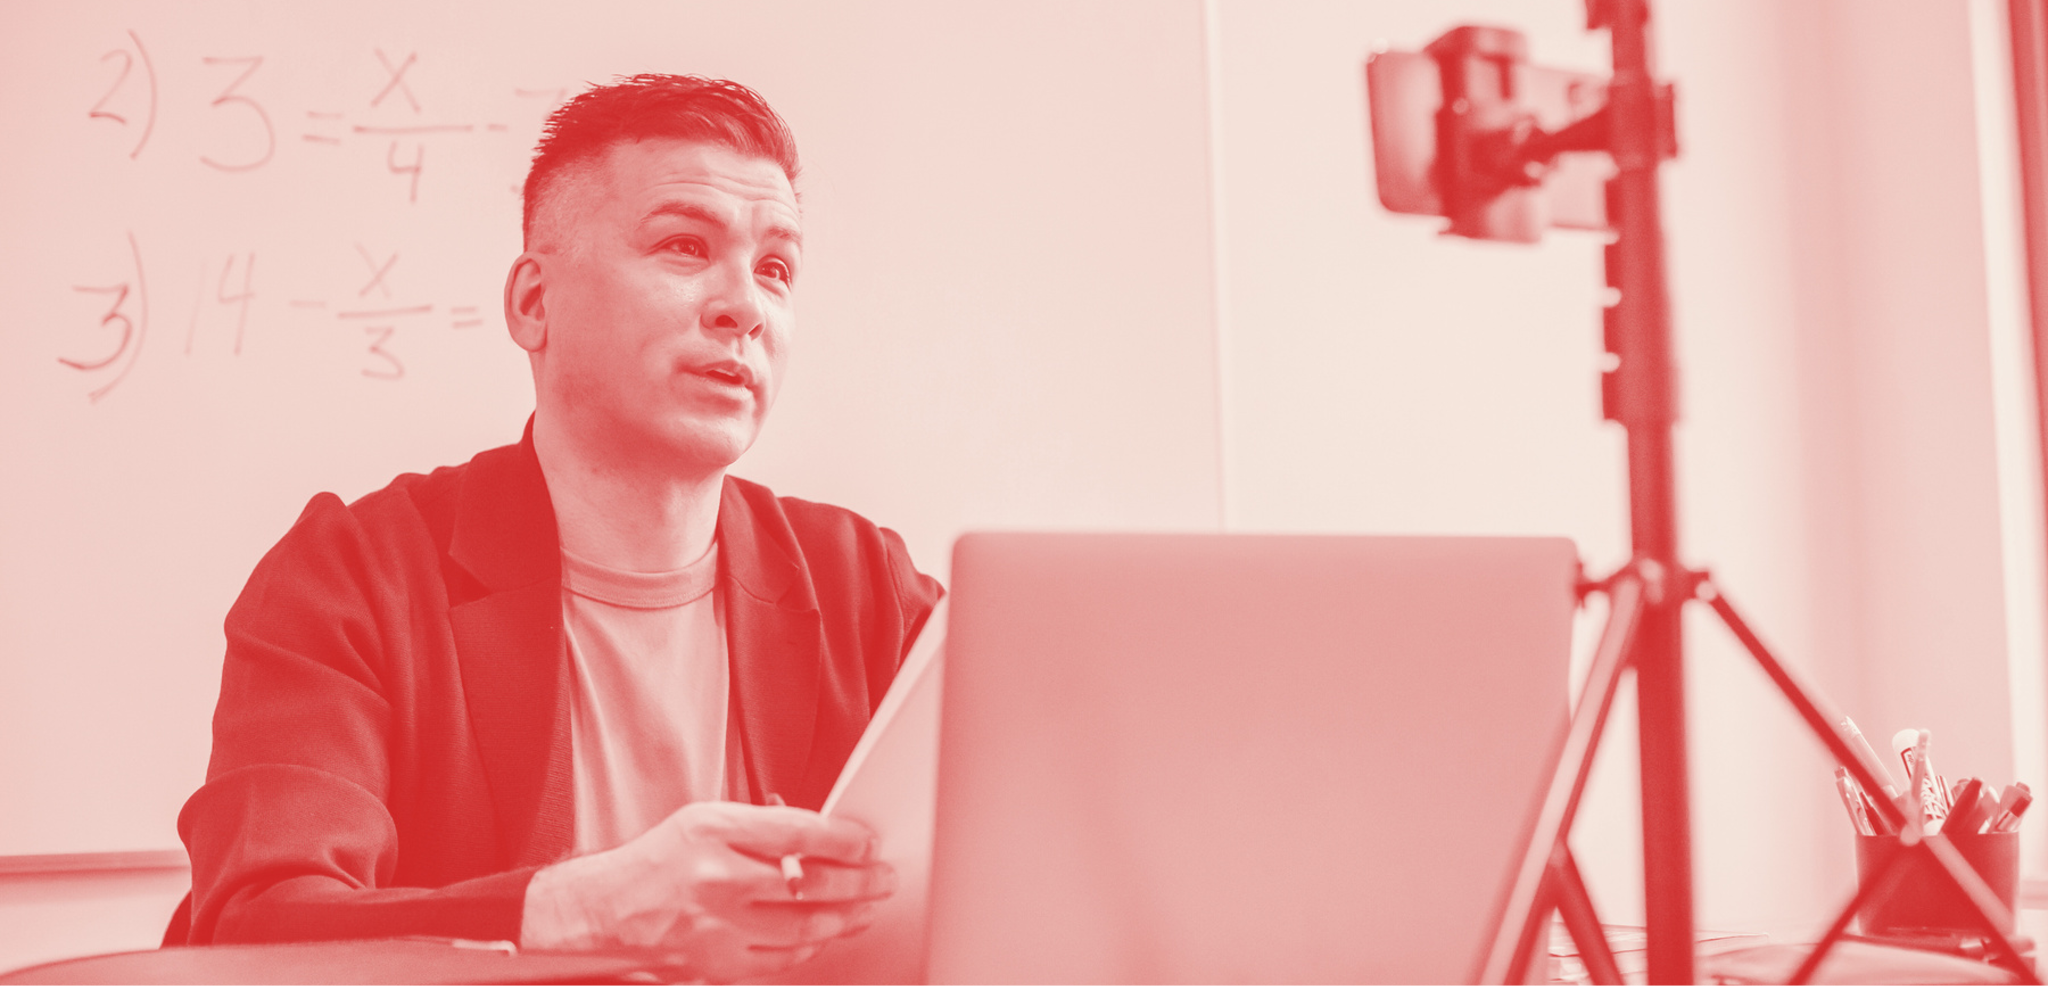 2) 3 = x/4 -
3) 14 - x/3 =